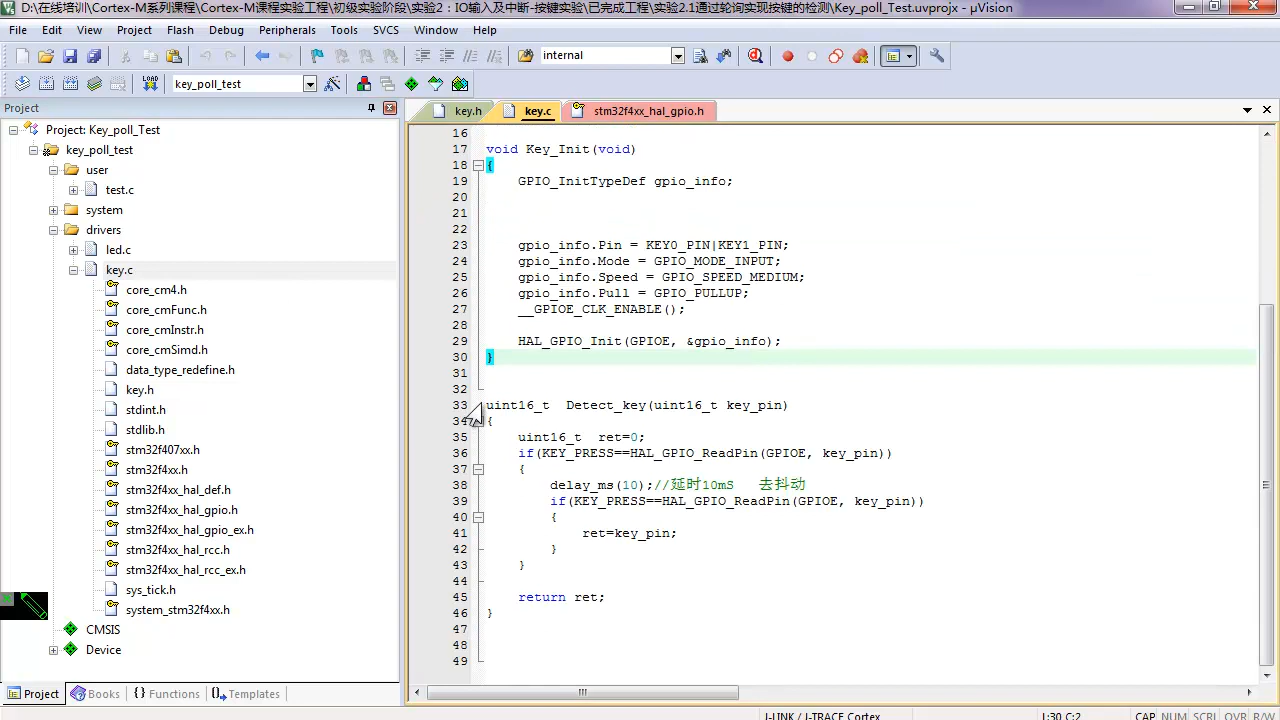 D:\在线培训\Cortex-M系列课程\Cortex-M课程实验工程\初级实验阶段\实验2：IO输入及中断-按键实验\已完成工程\实验2.1通过轮询实现按键的检测\Key_poll_Test.uvprojx - µVision
File Edit View Project Flash Debug Peripherals Tools SVCS Window Help
internal
LOAD key_poll_test
Project
key.h key.c stm32f4xx_hal_gpio.h
Project: Key_poll_Test
key_poll_test
user
test.c
system
drivers
led.c
key.c
core_cm4.h
core_cmFunc.h
core_cmInstr.h
core_cmSimd.h
data_type_redefine.h
key.h
stdint.h
stdlib.h
stm32f407xx.h
stm32f4xx.h
stm32f4xx_hal_def.h
stm32f4xx_hal_gpio.h
stm32f4xx_hal_gpio_ex.h
stm32f4xx_hal_rcc.h
stm32f4xx_hal_rcc_ex.h
sys_tick.h
system_stm32f4xx.h
CMSIS
Device
Project Books {} Functions Templates
16
17 void Key_Init(void)
18 {
19 GPIO_InitTypeDef gpio_info;
20
21
22
23 gpio_info.Pin = KEY0_PIN|KEY1_PIN;
24 gpio_info.Mode = GPIO_MODE_INPUT;
25 gpio_info.Speed = GPIO_SPEED_MEDIUM;
26 gpio_info.Pull = GPIO_PULLUP;
27 __GPIOE_CLK_ENABLE();
28
29 HAL_GPIO_Init(GPIOE, &gpio_info);
30 }
31
32
33 uint16_t Detect_key(uint16_t key_pin)
34 {
35 uint16_t ret=0;
36 if(KEY_PRESS==HAL_GPIO_ReadPin(GPIOE, key_pin))
37 {
38 delay_ms(10);//延时10mS 去抖动
39 if(KEY_PRESS==HAL_GPIO_ReadPin(GPIOE, key_pin))
40 {
41 ret=key_pin;
42 }
43 }
44
45 return ret;
46 }
47
48
49
J-LINK / J-TRACE Cortex L:30 C:2 CAP NUM SCRL OVR R/W